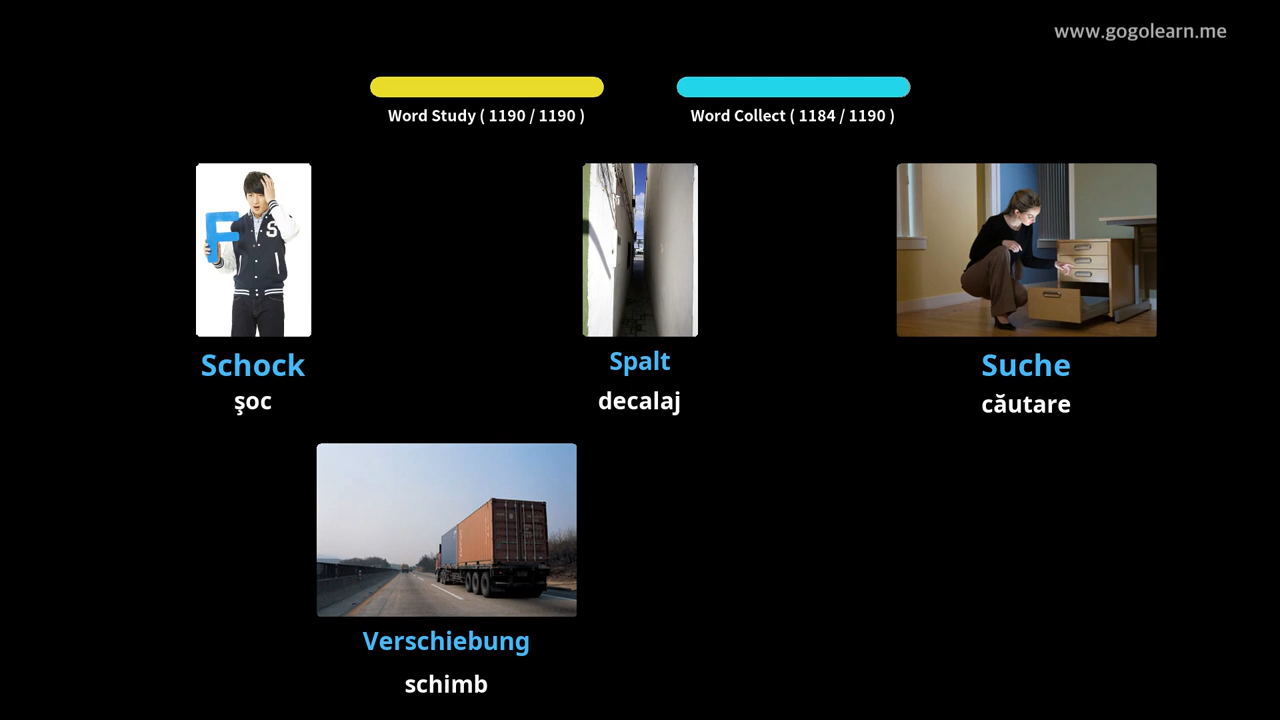 www.gogolearn.me
Word Study ( 1190 / 1190 )
Word Collect ( 1184 / 1190 )
F
S
Schock
şoc
Spalt
decalaj
Suche
căutare
Verschiebung
schimb